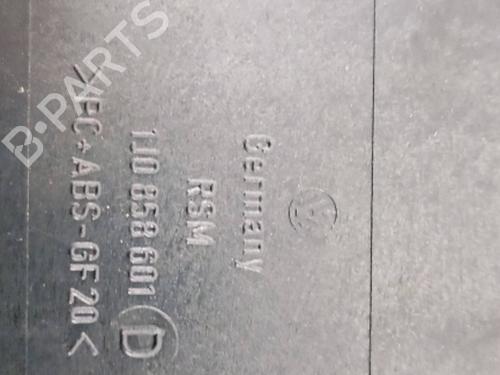 B-PARTS
Germany
RSM
1J0 858 601 D
>PC+ABS-GF20<